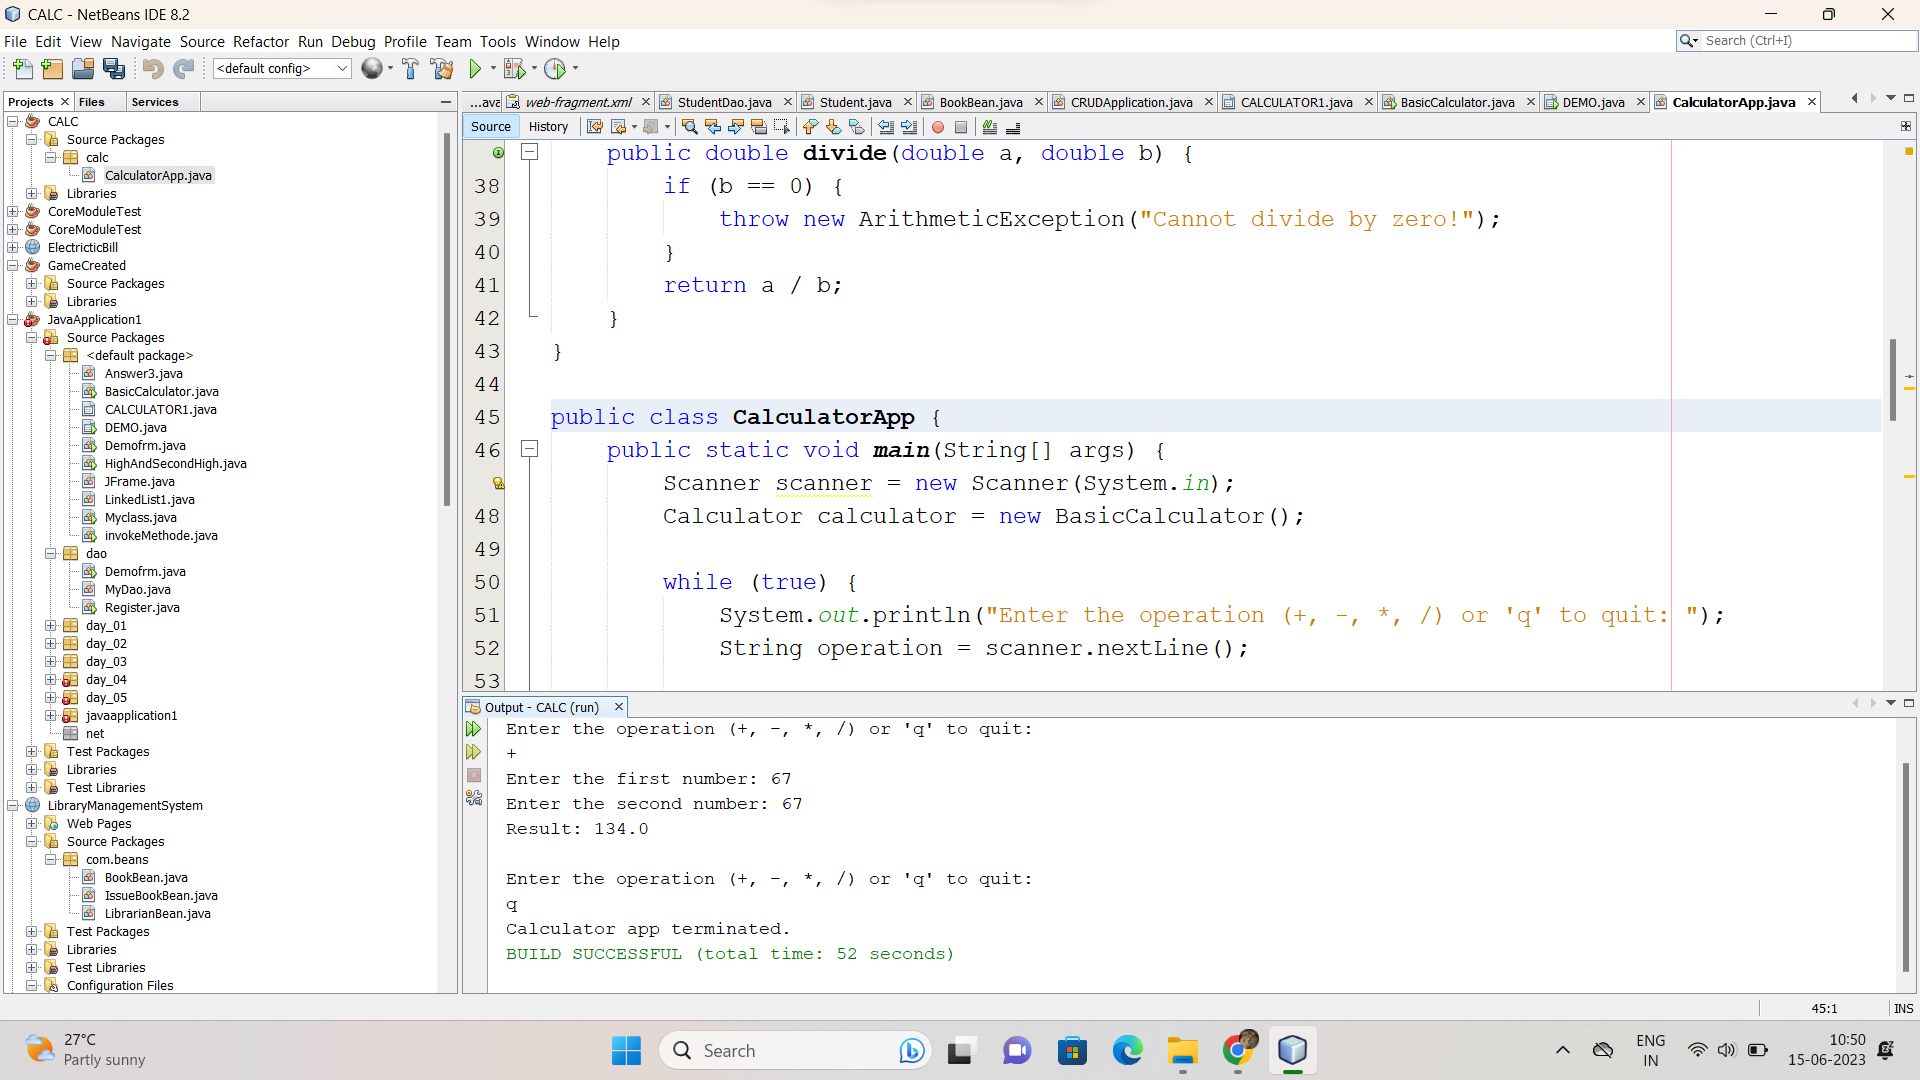 CALC - NetBeans IDE 8.2
File Edit View Navigate Source Refactor Run Debug Profile Team Tools Window Help
Search (Ctrl+I)
<default config>
Projects Files Services
...ava web-fragment.xml StudentDao.java Student.java BookBean.java CRUDApplication.java CALCULATOR1.java BasicCalculator.java DEMO.java CalculatorApp.java
Source History
CALC
Source Packages
calc
CalculatorApp.java
Libraries
CoreModuleTest
CoreModuleTest
ElectricticBill
GameCreated
Source Packages
Libraries
JavaApplication1
Source Packages
<default package>
Answer3.java
BasicCalculator.java
CALCULATOR1.java
DEMO.java
Demofrm.java
HighAndSecondHigh.java
JFrame.java
LinkedList1.java
Myclass.java
invokeMethode.java
dao
Demofrm.java
MyDao.java
Register.java
day_01
day_02
day_03
day_04
day_05
javaapplication1
net
Test Packages
Libraries
Test Libraries
LibraryManagementSystem
Web Pages
Source Packages
com.beans
BookBean.java
IssueBookBean.java
LibrarianBean.java
Test Packages
Libraries
Test Libraries
Configuration Files
public double divide(double a, double b) {
38 if (b == 0) {
39 throw new ArithmeticException("Cannot divide by zero!");
40 }
41 return a / b;
42 }
43 }
44
45 public class CalculatorApp {
46 public static void main(String[] args) {
Scanner scanner = new Scanner(System.in);
48 Calculator calculator = new BasicCalculator();
49
50 while (true) {
51 System.out.println("Enter the operation (+, -, *, /) or 'q' to quit: ");
52 String operation = scanner.nextLine();
53
Output - CALC (run)
Enter the operation (+, -, *, /) or 'q' to quit:
+
Enter the first number: 67
Enter the second number: 67
Result: 134.0
Enter the operation (+, -, *, /) or 'q' to quit:
q
Calculator app terminated.
BUILD SUCCESSFUL (total time: 52 seconds)
45:1 INS
27°C
Partly sunny
Search
ENG
IN
10:50
15-06-2023